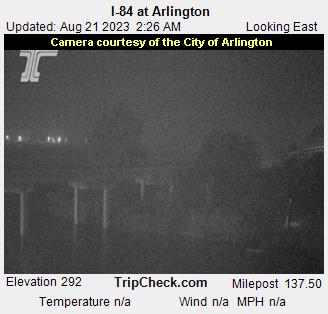 I-84 at Arlington
Updated: Aug 21 2023 2:26 AM Looking East
Camera courtesy of the City of Arlington
Elevation 292 TripCheck.com Milepost 137.50
Temperature n/a Wind n/a MPH n/a